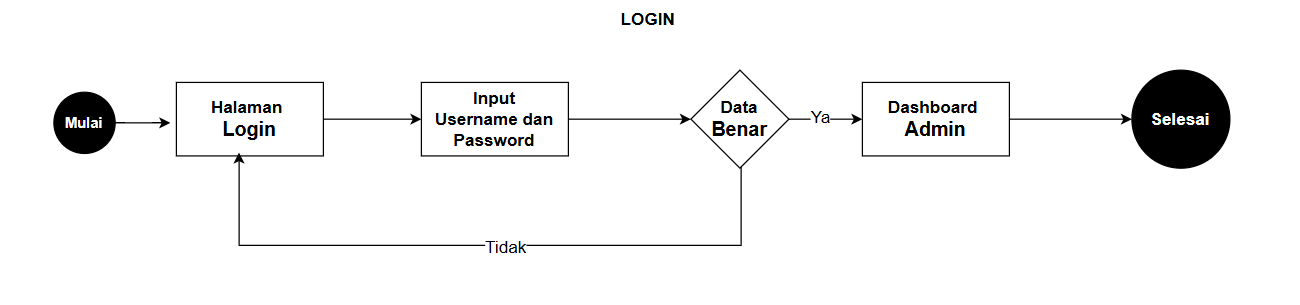 LOGIN
Mulai
Halaman
Login
Input
Username dan
Password
Data
Benar
Ya
Dashboard
Admin
Selesai
Tidak